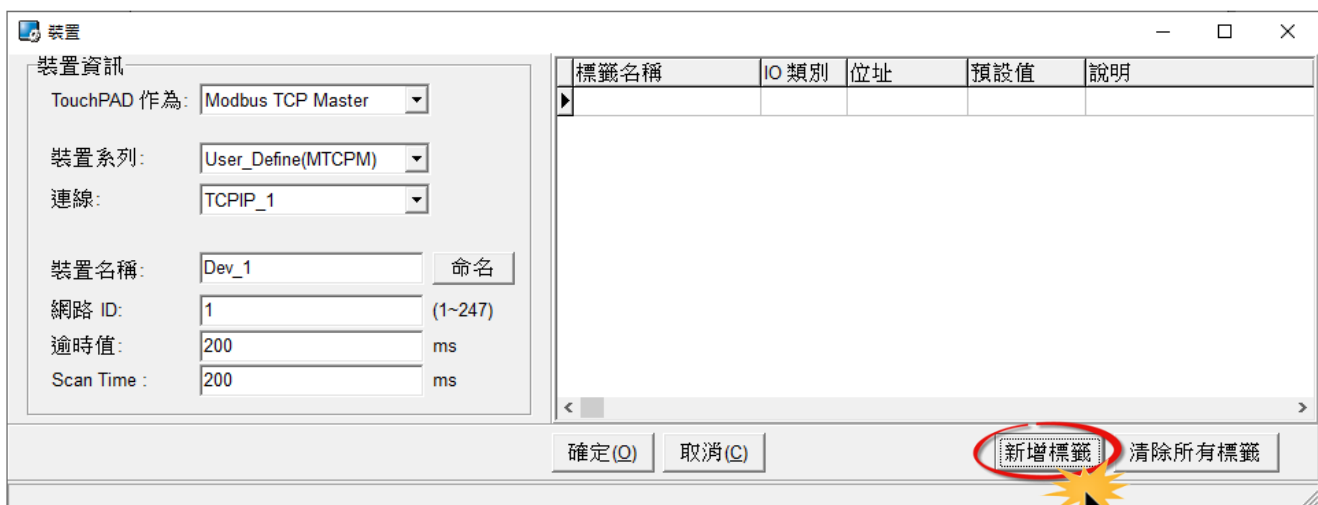 裝置
裝置資訊
TouchPAD 作為: Modbus TCP Master
裝置系列: User_Define(MTCPM)
連線: TCPIP_1
裝置名稱: Dev_1 命名
網路 ID: 1 (1~247)
逾時值: 200 ms
Scan Time : 200 ms
標籤名稱 IO 類別 位址 預設值 說明
確定(O) 取消(C) 新增標籤 清除所有標籤